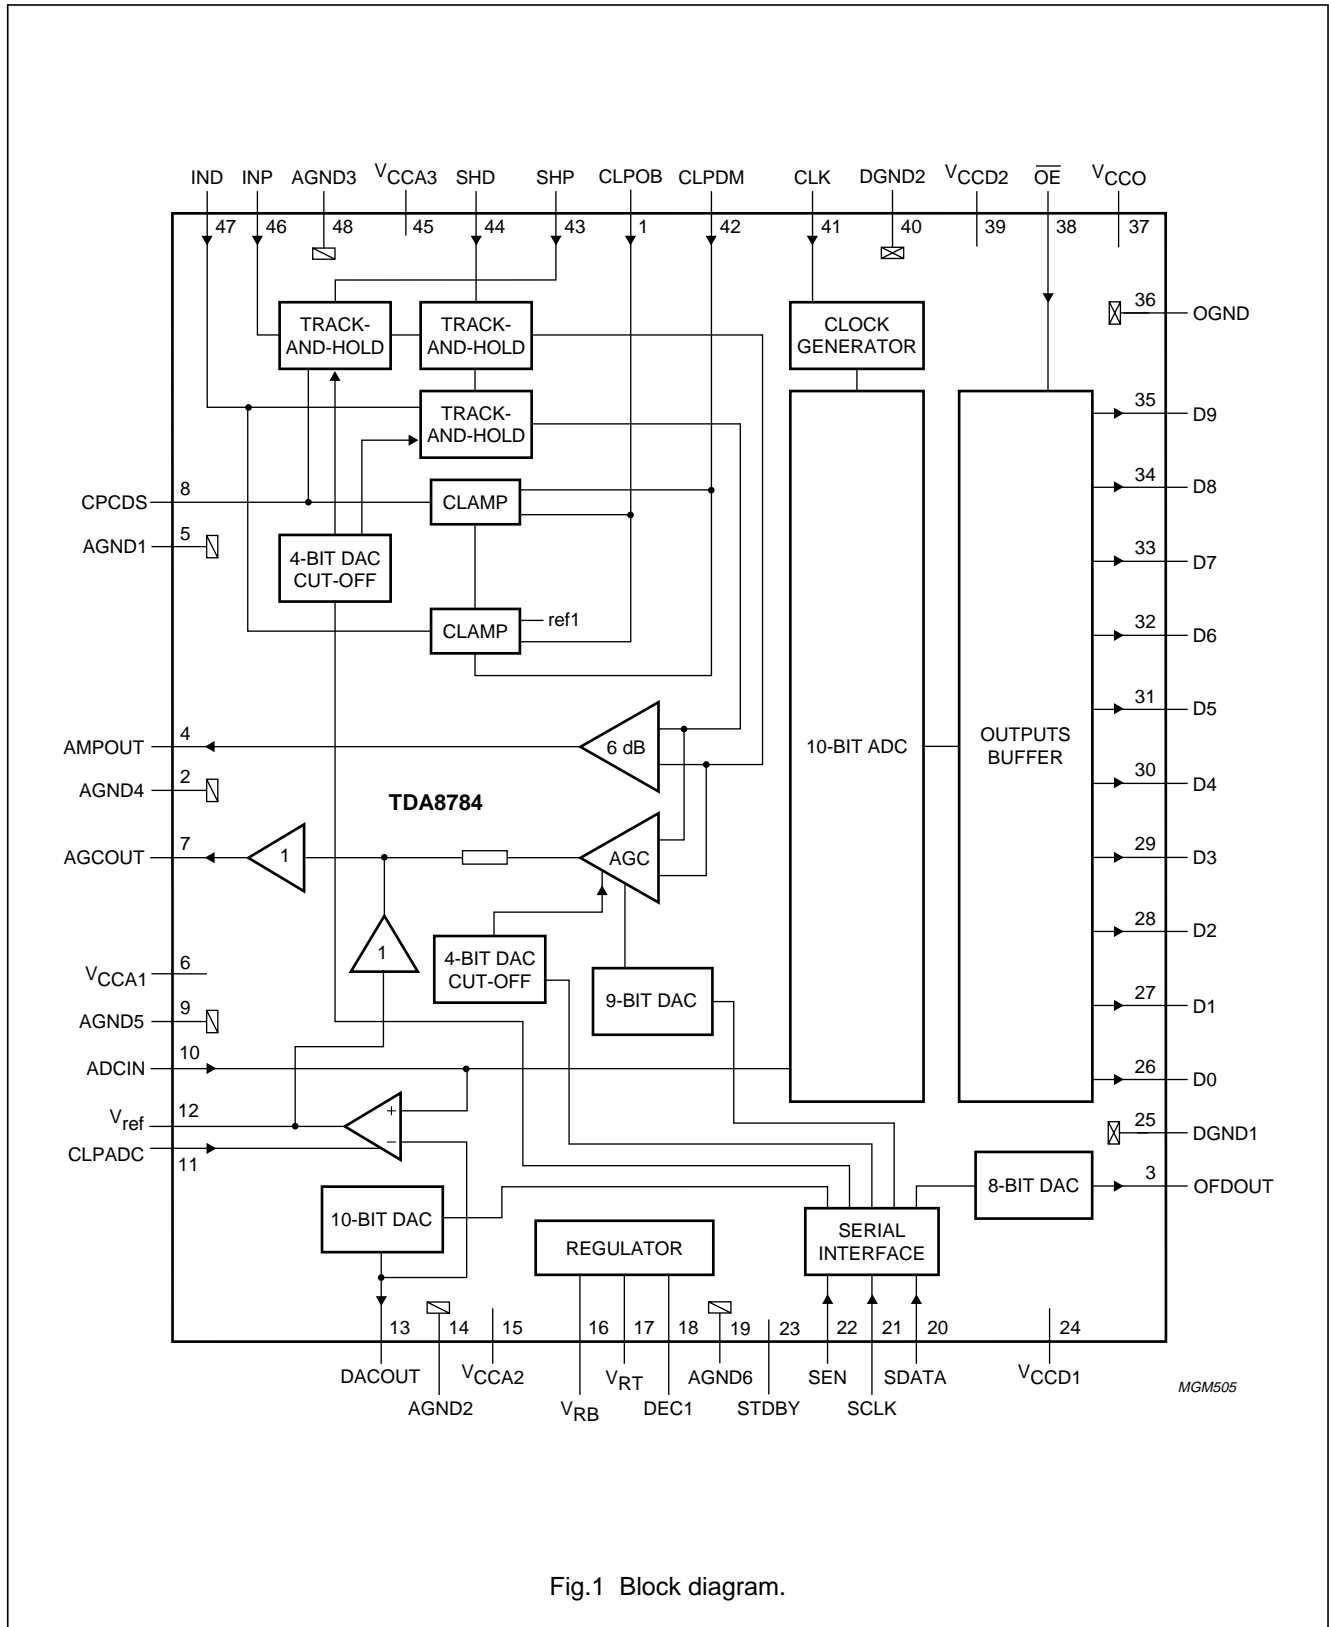 IND INP AGND3 VCCA3 SHD SHP CLPOB CLPDM CLK DGND2 VCCD2 OE VCCO
47 46 48 45 44 43 1 42 41 40 39 38 37
36 OGND
TRACK-
AND-HOLD
TRACK-
AND-HOLD
CLOCK
GENERATOR
TRACK-
AND-HOLD
35 D9
34 D8
CPCDS 8
CLAMP
AGND1 5
4-BIT DAC
CUT-OFF
33 D7
CLAMP
ref1
32 D6
31 D5
AMPOUT 4
6 dB
10-BIT ADC
OUTPUTS
BUFFER
AGND4 2
30 D4
TDA8784
AGCOUT 7
1
AGC
29 D3
28 D2
1
4-BIT DAC
CUT-OFF
VCCA1 6
9-BIT DAC
27 D1
AGND5 9
ADCIN 10
26 D0
Vref 12
+
−
CLPADC 11
25 DGND1
8-BIT DAC
3 OFDOUT
10-BIT DAC
REGULATOR
SERIAL
INTERFACE
13 14 15 16 17 18 19 23 22 21 20 24
DACOUT VCCA2 VRT AGND6 SEN SDATA VCCD1
AGND2 VRB DEC1 STDBY SCLK
MGM505
Fig.1 Block diagram.